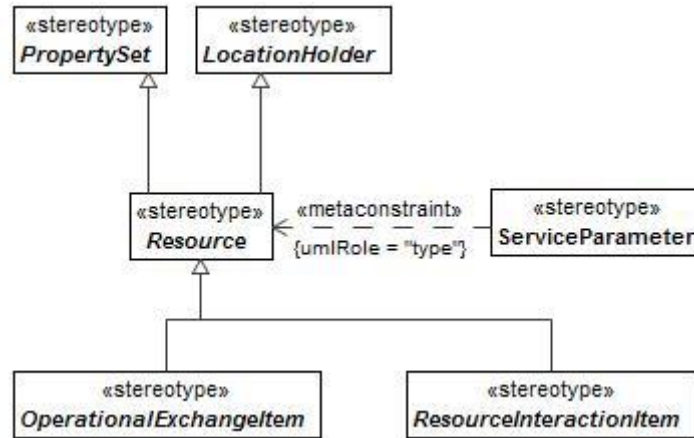 «stereotype» «stereotype»
PropertySet LocationHolder
«stereotype» «metaconstraint» «stereotype»
Resource {umlRole = "type"} ServiceParameter
«stereotype» «stereotype»
OperationalExchangeItem ResourceInteractionItem